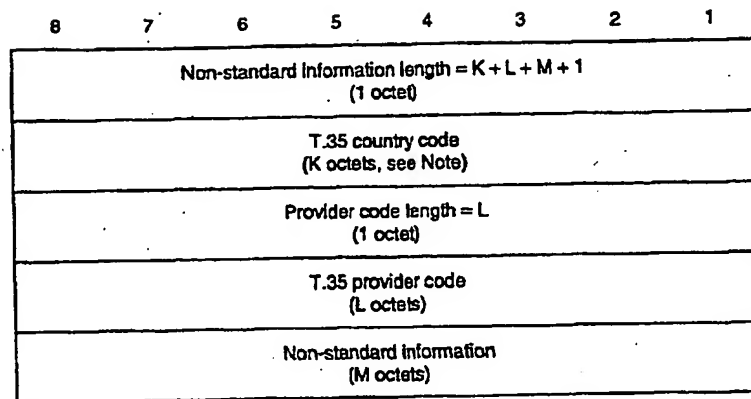 8 7 6 5 4 3 2 1
Non-standard information length = K + L + M + 1
(1 octet)
T.35 country code
(K octets, see Note)
Provider code length = L
(1 octet)
T.35 provider code
(L octets)
Non-standard information
(M octets)